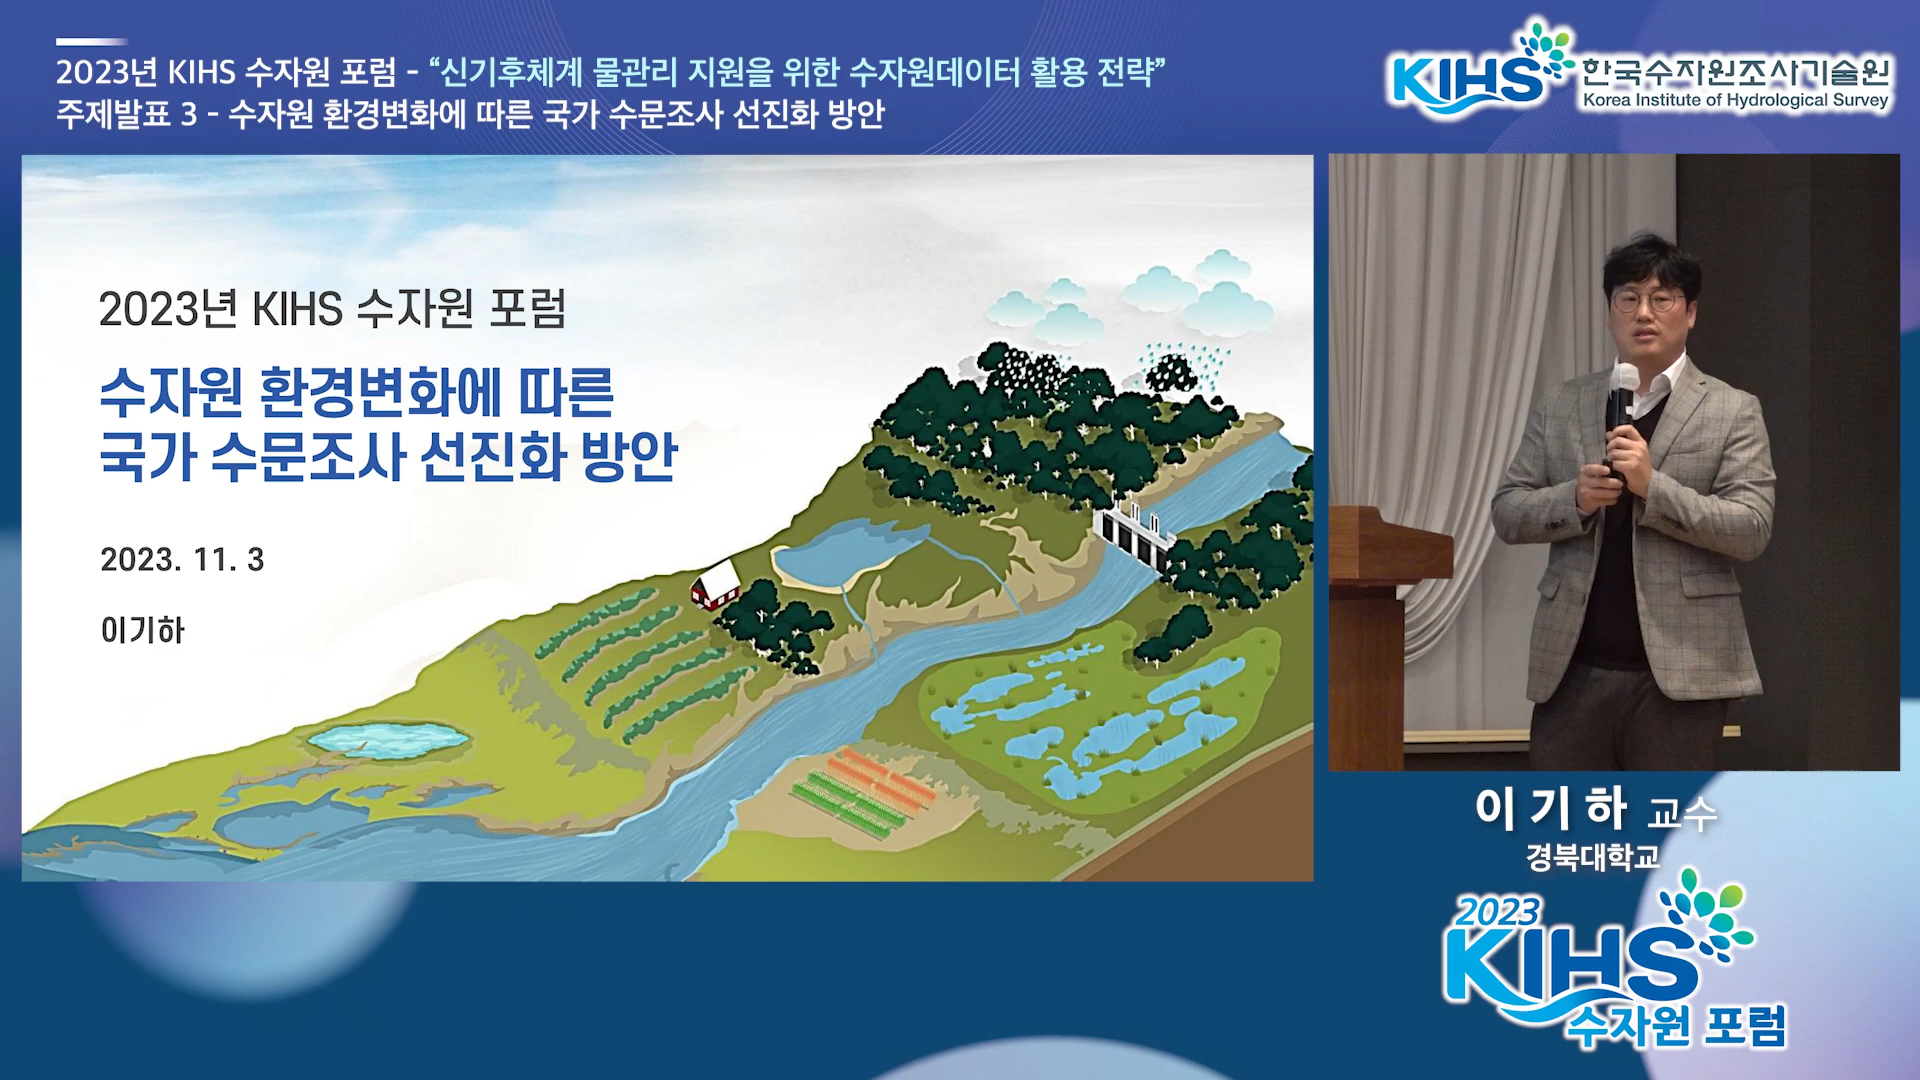 2023년 KIHS 수자원 포럼 - “신기후체계 물관리 지원을 위한 수자원데이터 활용 전략”
주제발표 3 - 수자원 환경변화에 따른 국가 수문조사 선진화 방안
KIHS 한국수자원조사기술원
Korea Institute of Hydrological Survey
2023년 KIHS 수자원 포럼
수자원 환경변화에 따른
국가 수문조사 선진화 방안
2023. 11. 3
이기하
이 기 하 교수
경북대학교
2023
KIHS
수자원 포럼